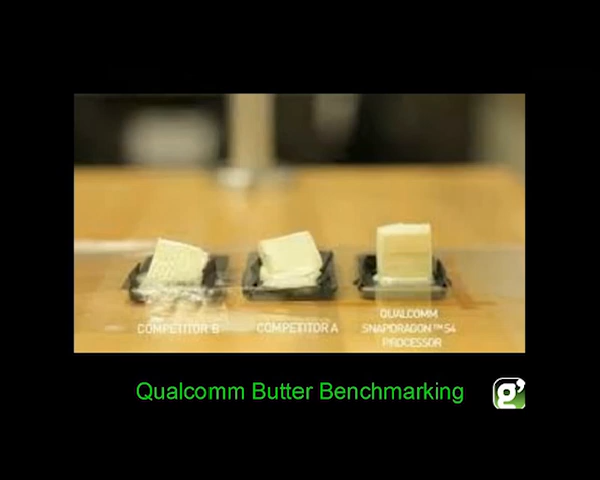 COMPETITOR B
COMPETITOR A
QUALCOMM
SNAPDRAGON™ S4
PROCESSOR
Qualcomm Butter Benchmarking
g'